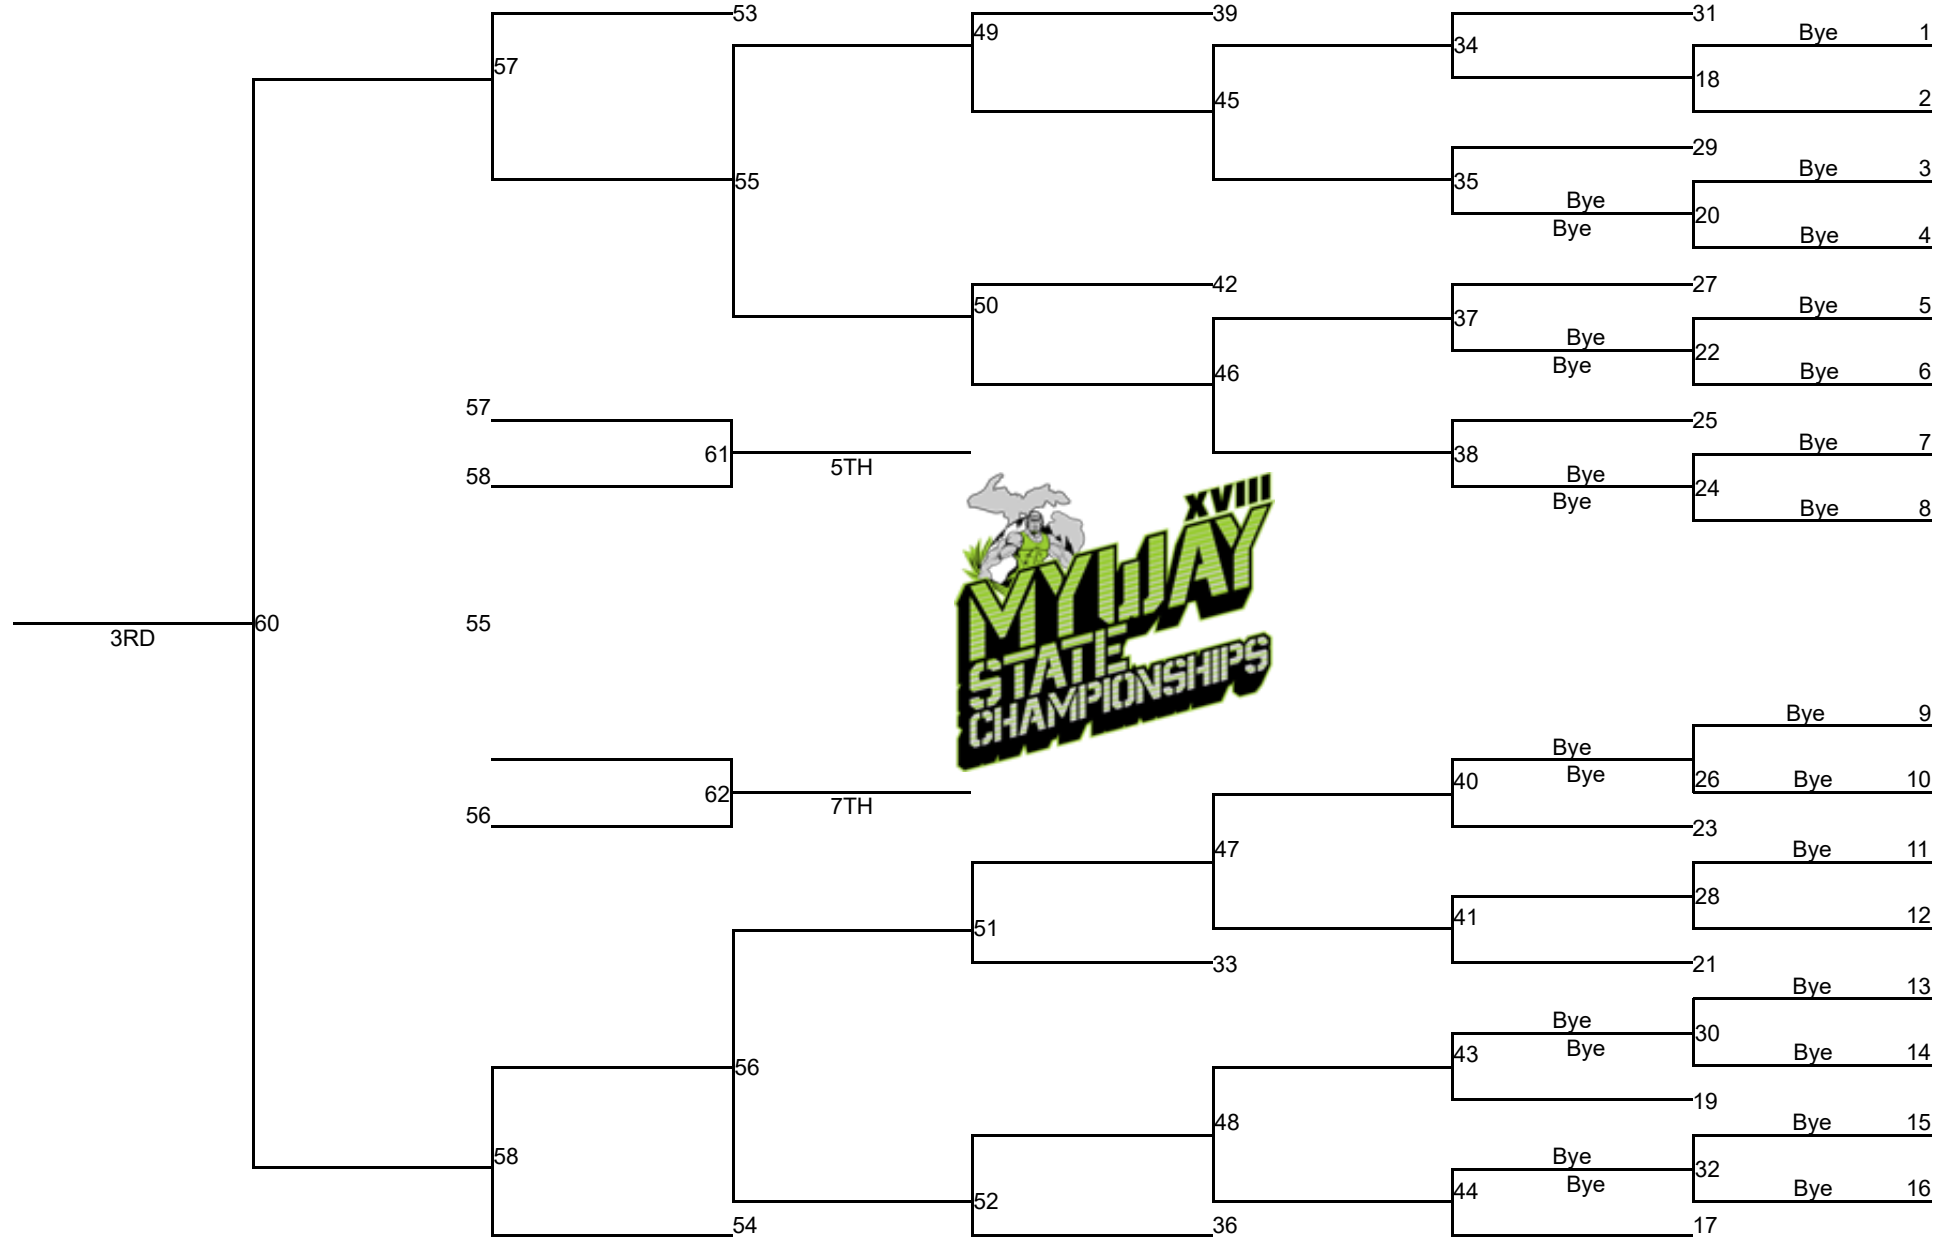 53 39 31
49 34 Bye 1
57 18
45 2
29
55 35 Bye 3
Bye 20
Bye Bye 4
42 27
50 37 Bye 5
Bye 22
46 Bye Bye 6
57 25
61 5TH 38 Bye 7
58 Bye 24
XVIII Bye Bye 8
MYWAY
3RD 60 55 STATE
CHAMPIONSHIPS
Bye 9
Bye
62 7TH 40 Bye 26 Bye 10
56 23
47 Bye 11
28
51 41 12
33 21
Bye 13
Bye 30
56 43 Bye Bye 14
19
48 Bye 15
58 Bye 32
52 44 Bye Bye 16
54 36 17